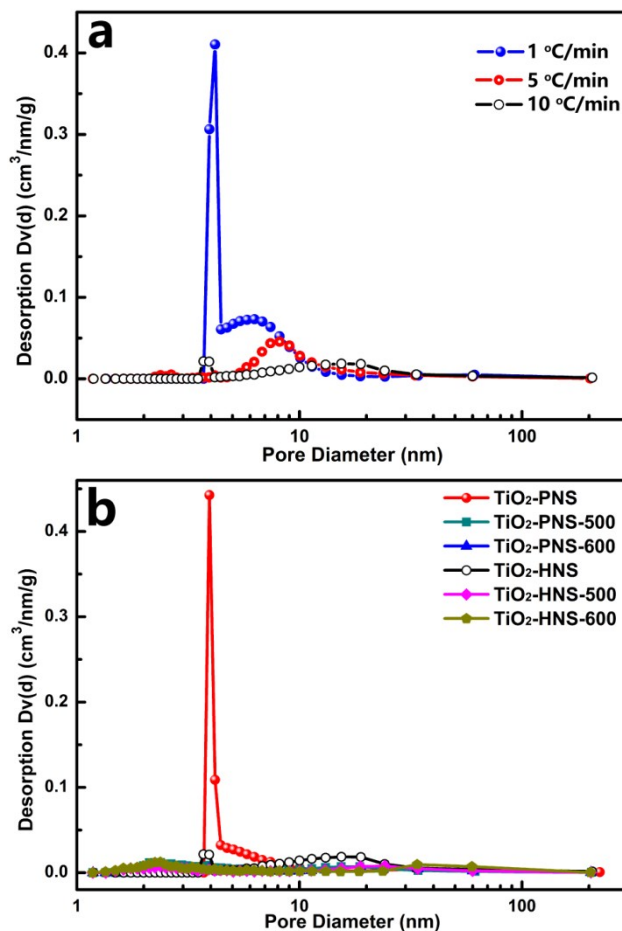 a
1 °C/min
5 °C/min
10 °C/min
0.4
0.3
0.2
0.1
0.0
Desorption Dv(d) (cm³/nm/g)
1
10
100
Pore Diameter (nm)
b
TiO₂-PNS
TiO₂-PNS-500
TiO₂-PNS-600
TiO₂-HNS
TiO₂-HNS-500
TiO₂-HNS-600
0.4
0.3
0.2
0.1
0.0
Desorption Dv(d) (cm³/nm/g)
1
10
100
Pore Diameter (nm)